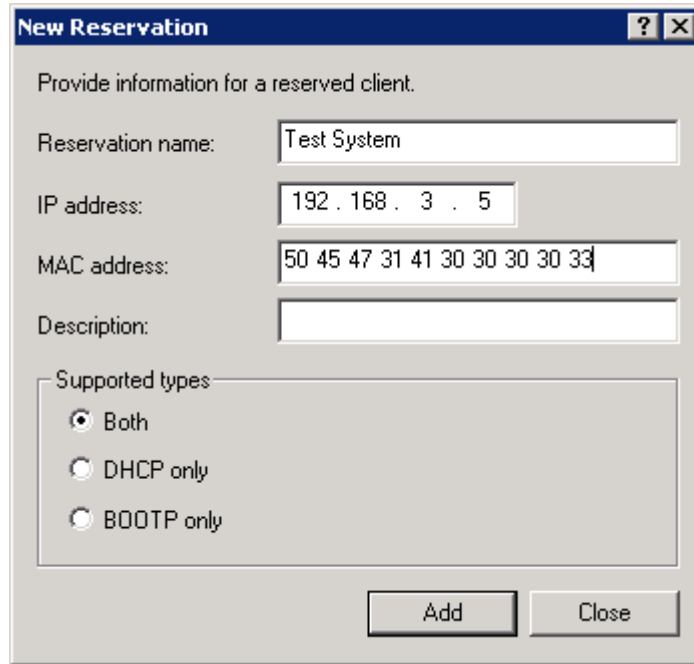 New Reservation
Provide information for a reserved client.
Reservation name: Test System
IP address: 192 . 168 . 3 . 5
MAC address: 50 45 47 31 41 30 30 30 30 33
Description:
Supported types
Both
DHCP only
BOOTP only
Add Close